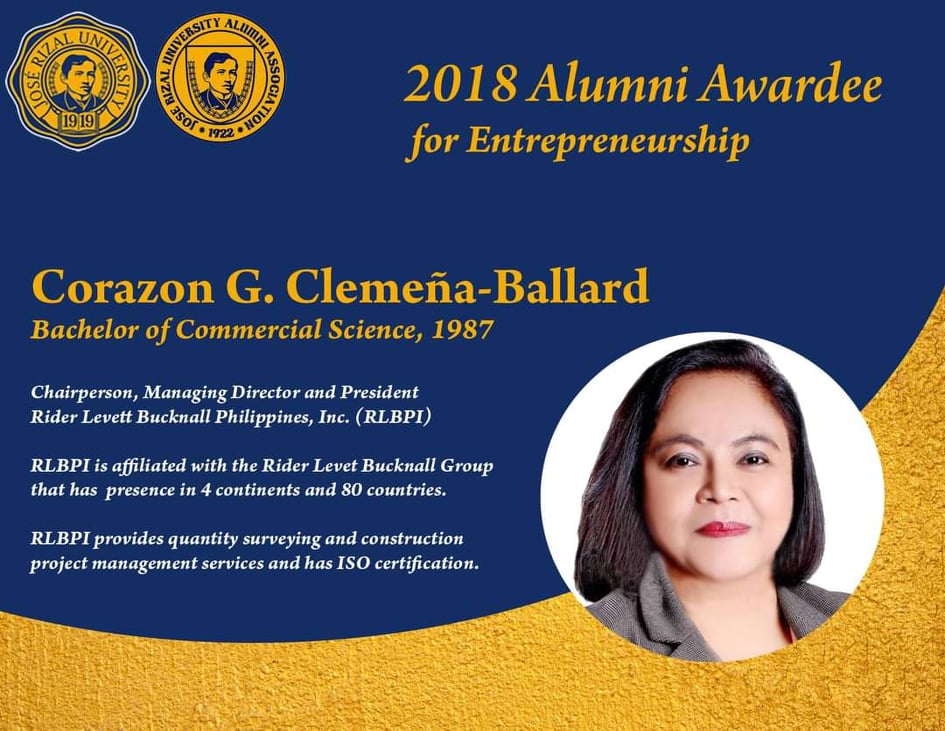 JOSÉ RIZAL UNIVERSITY
1919
JOSE RIZAL UNIVERSITY ALUMNI ASSOCIATION
• 1922 •
2018 Alumni Awardee
for Entrepreneurship
Corazon G. Clemeña-Ballard
Bachelor of Commercial Science, 1987
Chairperson, Managing Director and President
Rider Levett Bucknall Philippines, Inc. (RLBPI)
RLBPI is affiliated with the Rider Levet Bucknall Group
that has presence in 4 continents and 80 countries.
RLBPI provides quantity surveying and construction
project management services and has ISO certification.